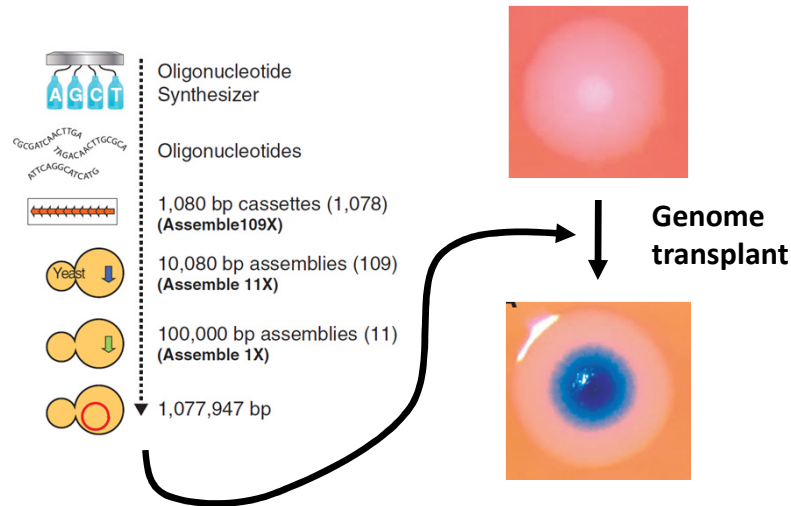 Oligonucleotide
Synthesizer
A G C T
CGCGATCAACTTGA
TAGACAACTTGCGCA
ATTCAGGCATCATG
Oligonucleotides
1,080 bp cassettes (1,078)
(Assemble109X)
Yeast
10,080 bp assemblies (109)
(Assemble 11X)
100,000 bp assemblies (11)
(Assemble 1X)
1,077,947 bp
Genome
transplant